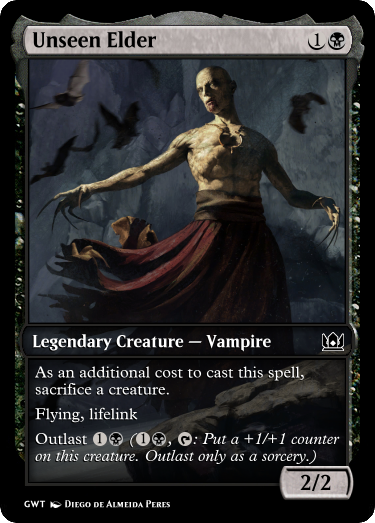 Unseen Elder 1
Legendary Creature — Vampire
As an additional cost to cast this spell,
sacrifice a creature.
Flying, lifelink
Outlast 1 (1, : Put a +1/+1 counter
on this creature. Outlast only as a sorcery.)
2/2
GWT Diego de Almeida Peres